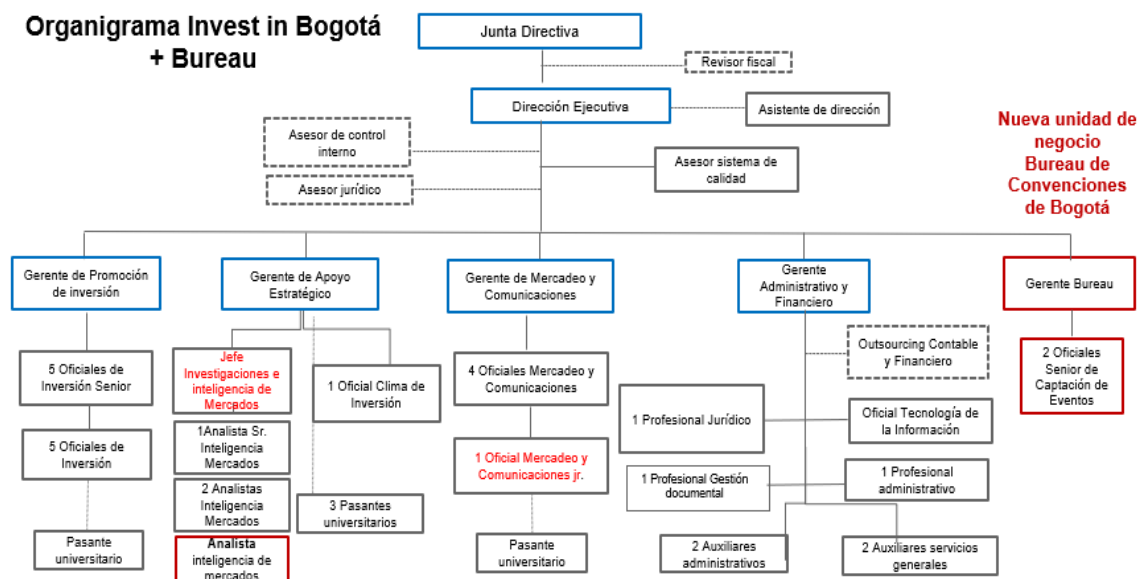 Organigrama Invest in Bogotá
+ Bureau
Junta Directiva
Revisor fiscal
Dirección Ejecutiva
Asistente de dirección
Asesor de control
interno
Asesor sistema de
calidad
Asesor jurídico
Nueva unidad de
negocio
Bureau de
Convenciones
de Bogotá
Gerente de Promoción
de inversión
Gerente de Apoyo
Estratégico
Gerente de Mercadeo y
Comunicaciones
Gerente
Administrativo y
Financiero
Gerente Bureau
5 Oficiales de
Inversión Senior
5 Oficiales de
Inversión
Pasante
universitario
Jefe
Investigaciones e
inteligencia de
Mercados
1Analista Sr.
Inteligencia
Mercados
2 Analistas
Inteligencia
Mercados
Analista
inteligencia de
mercados
1 Oficial Clima de
Inversión
3 Pasantes
universitarios
4 Oficiales Mercadeo y
Comunicaciones
1 Oficial Mercadeo y
Comunicaciones jr.
Pasante
universitario
Outsourcing Contable
y Financiero
1 Profesional Jurídico
Oficial Tecnología de
la Información
1 Profesional Gestión
documental
1 Profesional
administrativo
2 Auxiliares
administrativos
2 Auxiliares servicios
generales
2 Oficiales
Senior de
Captación de
Eventos